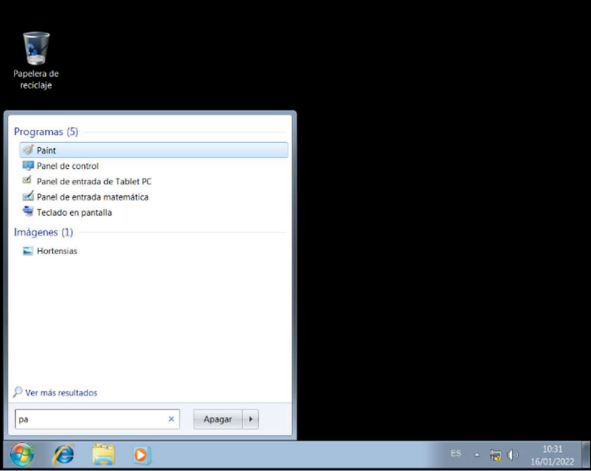 Papelera de
reciclaje
Programas (5)
Paint
Panel de control
Panel de entrada de Tablet PC
Panel de entrada matemática
Teclado en pantalla
Imágenes (1)
Hortensias
Ver más resultados
pa
Apagar
ES
10:31
16/01/2022